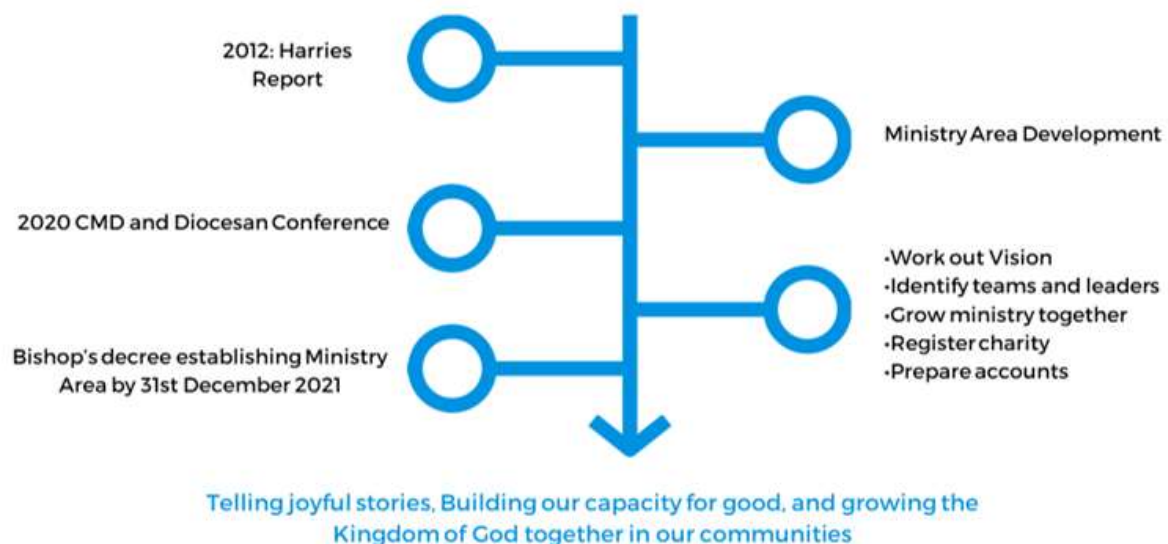 2012: Harries
Report
Ministry Area Development
2020 CMD and Diocesan Conference
•Work out Vision
•Identify teams and leaders
•Grow ministry together
•Register charity
•Prepare accounts
Bishop's decree establishing Ministry
Area by 31st December 2021
Telling joyful stories, Building our capacity for good, and growing the
Kingdom of God together in our communities